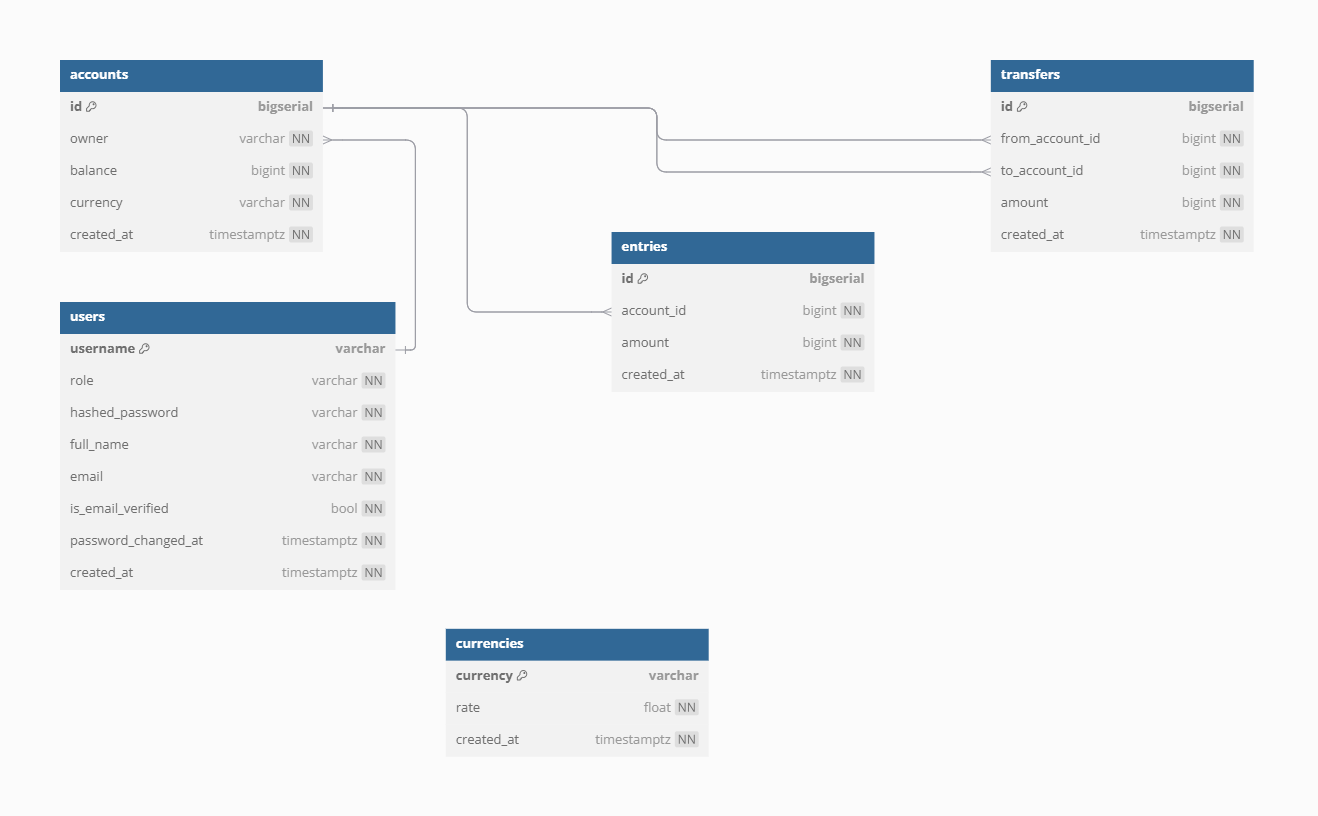 accounts
id bigserial
owner varchar NN
balance bigint NN
currency varchar NN
created_at timestamptz NN
transfers
id bigserial
from_account_id bigint NN
to_account_id bigint NN
amount bigint NN
created_at timestamptz NN
entries
id bigserial
account_id bigint NN
amount bigint NN
created_at timestamptz NN
users
username varchar
role varchar NN
hashed_password varchar NN
full_name varchar NN
email varchar NN
is_email_verified bool NN
password_changed_at timestamptz NN
created_at timestamptz NN
currencies
currency varchar
rate float NN
created_at timestamptz NN